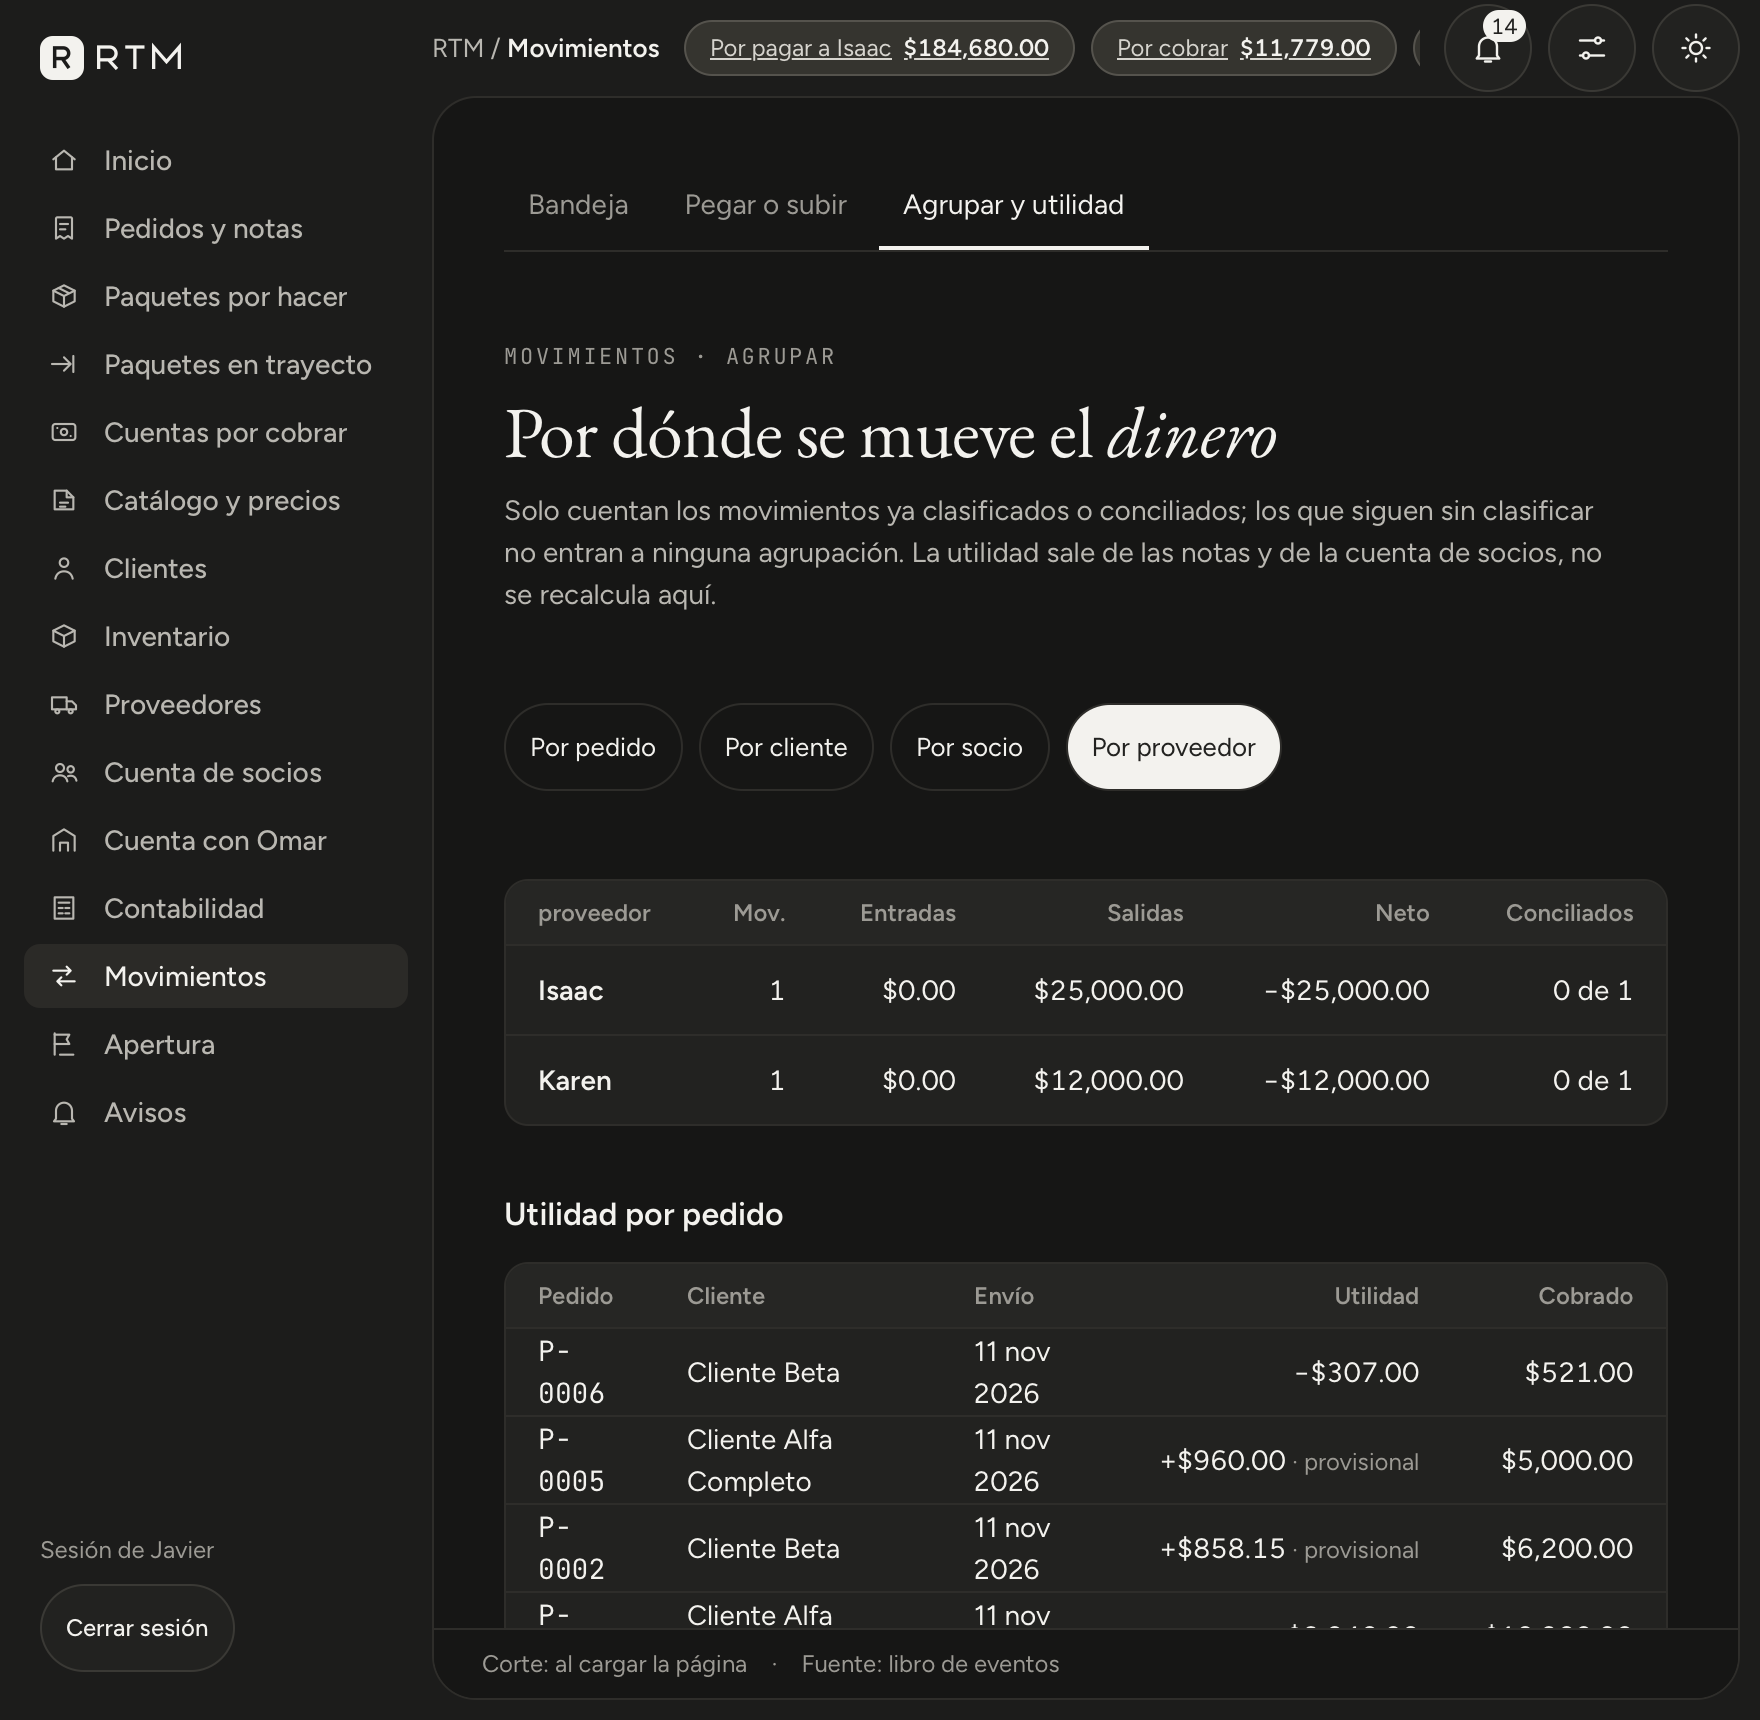 R RTM
RTM / Movimientos
Por pagar a Isaac $184,680.00
Por cobrar $11,779.00
14
Inicio
Pedidos y notas
Paquetes por hacer
Paquetes en trayecto
Cuentas por cobrar
Catálogo y precios
Clientes
Inventario
Proveedores
Cuenta de socios
Cuenta con Omar
Contabilidad
Movimientos
Apertura
Avisos
Sesión de Javier
Cerrar sesión
Bandeja Pegar o subir Agrupar y utilidad
MOVIMIENTOS · AGRUPAR
Por dónde se mueve el dinero
Solo cuentan los movimientos ya clasificados o conciliados; los que siguen sin clasificar
no entran a ninguna agrupación. La utilidad sale de las notas y de la cuenta de socios, no
se recalcula aquí.
Por pedido Por cliente Por socio Por proveedor
proveedor Mov. Entradas Salidas Neto Conciliados
Isaac 1 $0.00 $25,000.00 −$25,000.00 0 de 1
Karen 1 $0.00 $12,000.00 −$12,000.00 0 de 1
Utilidad por pedido
Pedido Cliente Envío Utilidad Cobrado
P-
0006
Cliente Beta
11 nov
2026
−$307.00
$521.00
P-
0005
Cliente Alfa
Completo
11 nov
2026
+$960.00 · provisional
$5,000.00
P-
0002
Cliente Beta
11 nov
2026
+$858.15 · provisional
$6,200.00
P-
Cliente Alfa
11 nov
Corte: al cargar la página · Fuente: libro de eventos